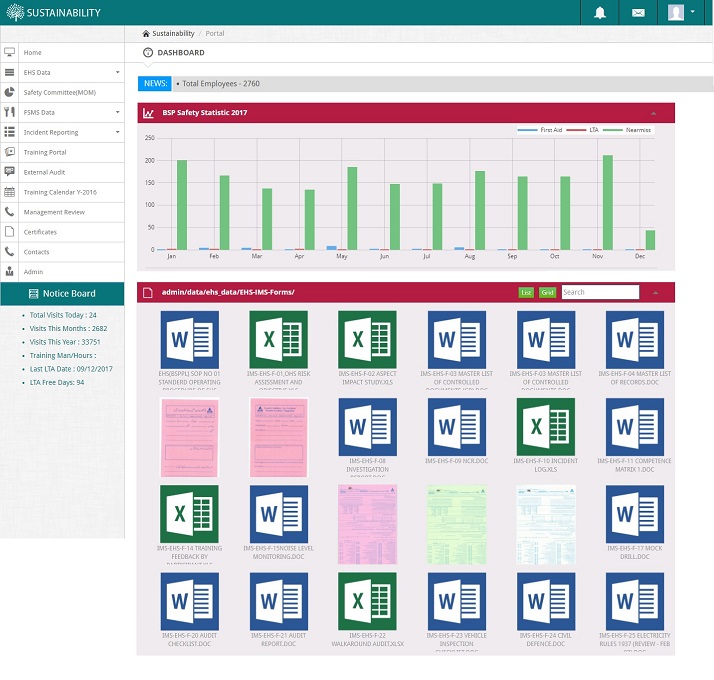 SUSTAINABILITY
Sustainability / Portal
DASHBOARD
NEWS: • Total Employees - 2760
Home
EHS Data
Safety Committee(MOM)
FSMS Data
Incident Reporting
Training Portal
External Audit
Training Calendar Y-2016
Management Review
Certificates
Contacts
Admin
Notice Board
• Total Visits Today : 24
• Visits This Months : 2682
• Visits This Year : 33751
• Training Man/Hours :
• Last LTA Date : 09/12/2017
• LTA Free Days: 94
BSP Safety Statistic 2017
First Aid LTA Nearmiss
250
200
150
100
50
0
Jan Feb Mar Apr May Jun Jul Aug Sep Oct Nov Dec
admin/data/ehs_data/EHS-IMS-Forms/
List Grid Search
EHS(BSPPL) SOP NO 01
STANDERD OPERATING
IMS-EHS-F-01,OHS RISK
ASSESSMENT AND
IMS-EHS-F-02 ASPECT
IMPACT STUDY.XLS
IMS-EHS-F-03 MASTER LIST
OF CONTROLLED
IMS-EHS-F-03 MASTER LIST
OF CONTROLLED
IMS-EHS-F-04 MASTER LIST
OF RECORDS.DOC
IMS-EHS-F-08
INVESTIGATION
IMS-EHS-F-09 NCR.DOC
IMS-EHS-F-10 INCIDENT
LOG.XLS
IMS-EHS-F-11 COMPETENCE
MATRIX 1.DOC
IMS-EHS-F-14 TRAINING
FEEDBACK BY
IMS-EHS-F-15NOISE LEVEL
MONITORING.DOC
IMS-EHS-F-17 MOCK
DRILL.DOC
IMS-EHS-F-20 AUDIT
CHECKLIST.DOC
IMS-EHS-F-21 AUDIT
REPORT.DOC
IMS-EHS-F-22
WALKAROUND AUDIT.XLSX
IMS-EHS-F-23 VEHICLE
INSPECTION
IMS-EHS-F-24 CIVIL
DEFENCE.DOC
IMS-EHS-F-25 ELECTRICITY
RULES 1937 (REVIEW - FEB